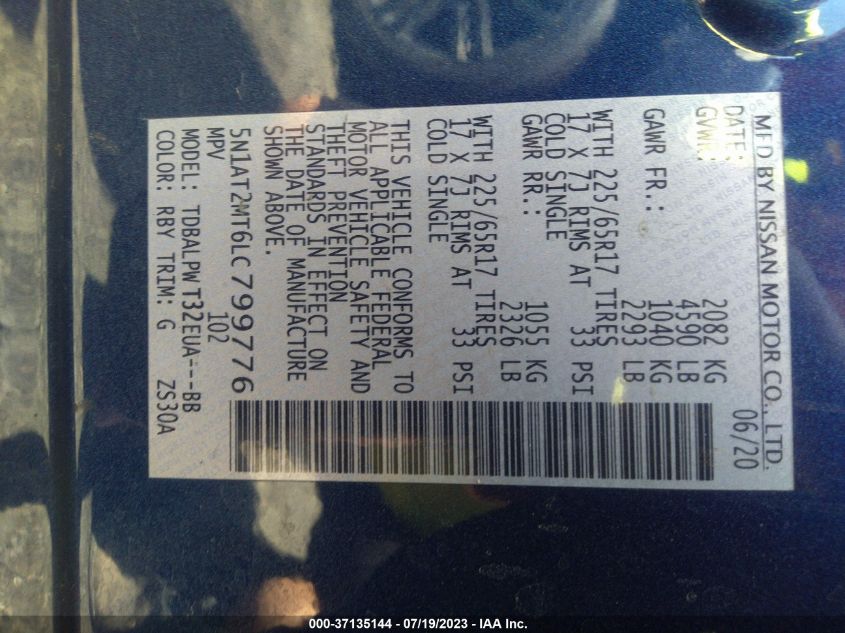 MFD BY NISSAN MOTOR CO., LTD.
DATE: 06/20
GVWR: 2082 KG
4590 LB
GAWR FR.: 1040 KG
2293 LB
WITH 225/65R17 TIRES
17 X 7J RIMS AT 33 PSI
COLD SINGLE
GAWR RR.: 1055 KG
2326 LB
WITH 225/65R17 TIRES
17 X 7J RIMS AT 33 PSI
COLD SINGLE
THIS VEHICLE CONFORMS TO
ALL APPLICABLE FEDERAL
MOTOR VEHICLE SAFETY AND
THEFT PREVENTION
STANDARDS IN EFFECT ON
THE DATE OF MANUFACTURE
SHOWN ABOVE.
5N1AT2MT6LC799776
MPV 102
MODEL: TDBALPW T32EUA---BB
COLOR: RBY TRIM: G ZS30A
000-37135144 - 07/19/2023 - IAA Inc.